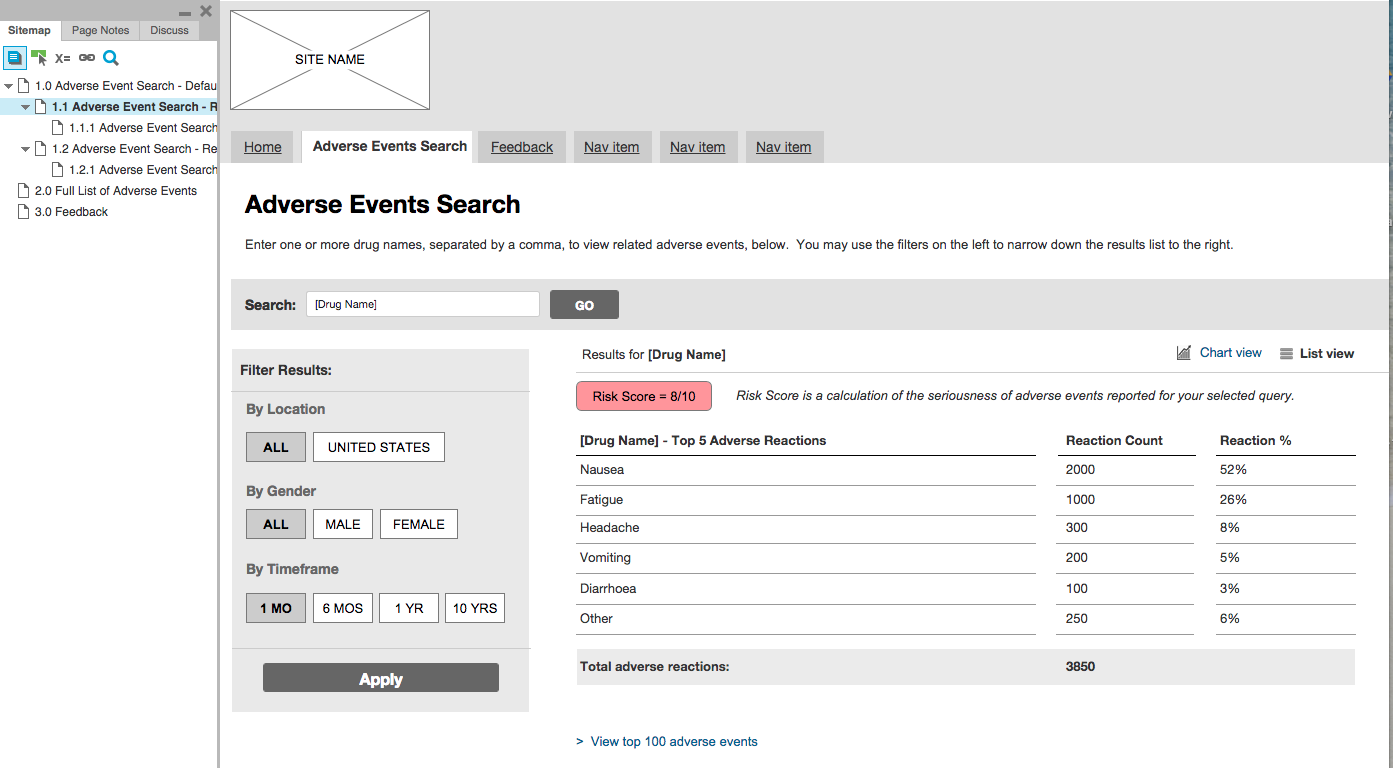 Sitemap Page Notes Discuss
X=
1.0 Adverse Event Search - Defau
1.1 Adverse Event Search - R
1.1.1 Adverse Event Search
1.2 Adverse Event Search - Re
1.2.1 Adverse Event Search
2.0 Full List of Adverse Events
3.0 Feedback
SITE NAME
Home Adverse Events Search Feedback Nav item Nav item Nav item
Adverse Events Search
Enter one or more drug names, separated by a comma, to view related adverse events, below. You may use the filters on the left to narrow down the results list to the right.
Search: [Drug Name] GO
Filter Results:
By Location
ALL UNITED STATES
By Gender
ALL MALE FEMALE
By Timeframe
1 MO 6 MOS 1 YR 10 YRS
Apply
Results for [Drug Name] Chart view List view
Risk Score = 8/10 Risk Score is a calculation of the seriousness of adverse events reported for your selected query.
[Drug Name] - Top 5 Adverse Reactions Reaction Count Reaction %
Nausea 2000 52%
Fatigue 1000 26%
Headache 300 8%
Vomiting 200 5%
Diarrhoea 100 3%
Other 250 6%
Total adverse reactions: 3850
> View top 100 adverse events